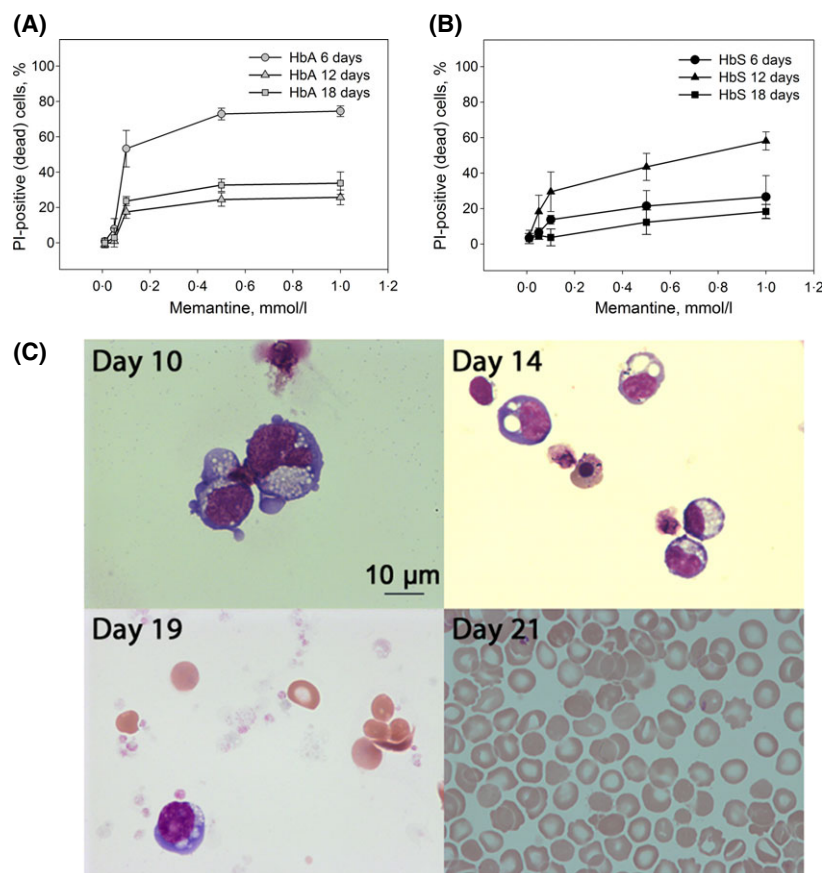 (A)
PI-positive (dead) cells, %
100
80
60
40
20
0
HbA 6 days
HbA 12 days
HbA 18 days
0·0 0·2 0·4 0·6 0·8 1·0 1·2
Memantine, mmol/l
(B)
PI-positive (dead) cells, %
100
80
60
40
20
0
HbS 6 days
HbS 12 days
HbS 18 days
0·0 0·2 0·4 0·6 0·8 1·0 1·2
Memantine, mmol/l
(C)
Day 10
10 µm
Day 14
Day 19
Day 21